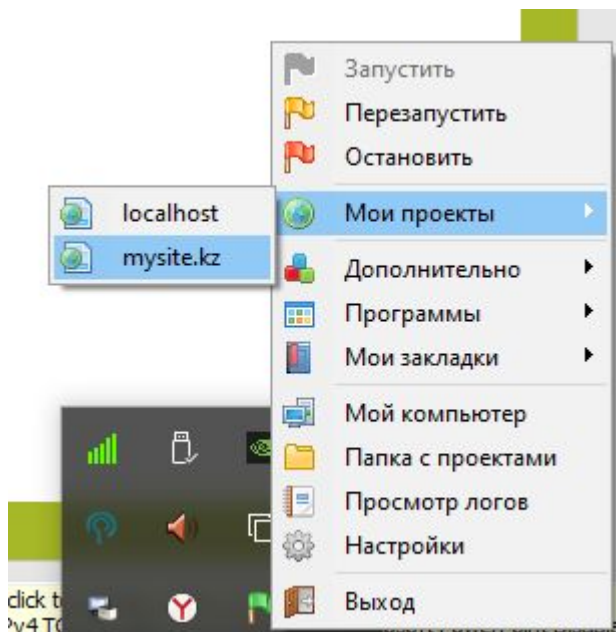 Запустить
Перезапустить
Остановить
Мои проекты
localhost
mysite.kz
Дополнительно
Программы
Мои закладки
Мой компьютер
Папка с проектами
Просмотр логов
Настройки
Выход